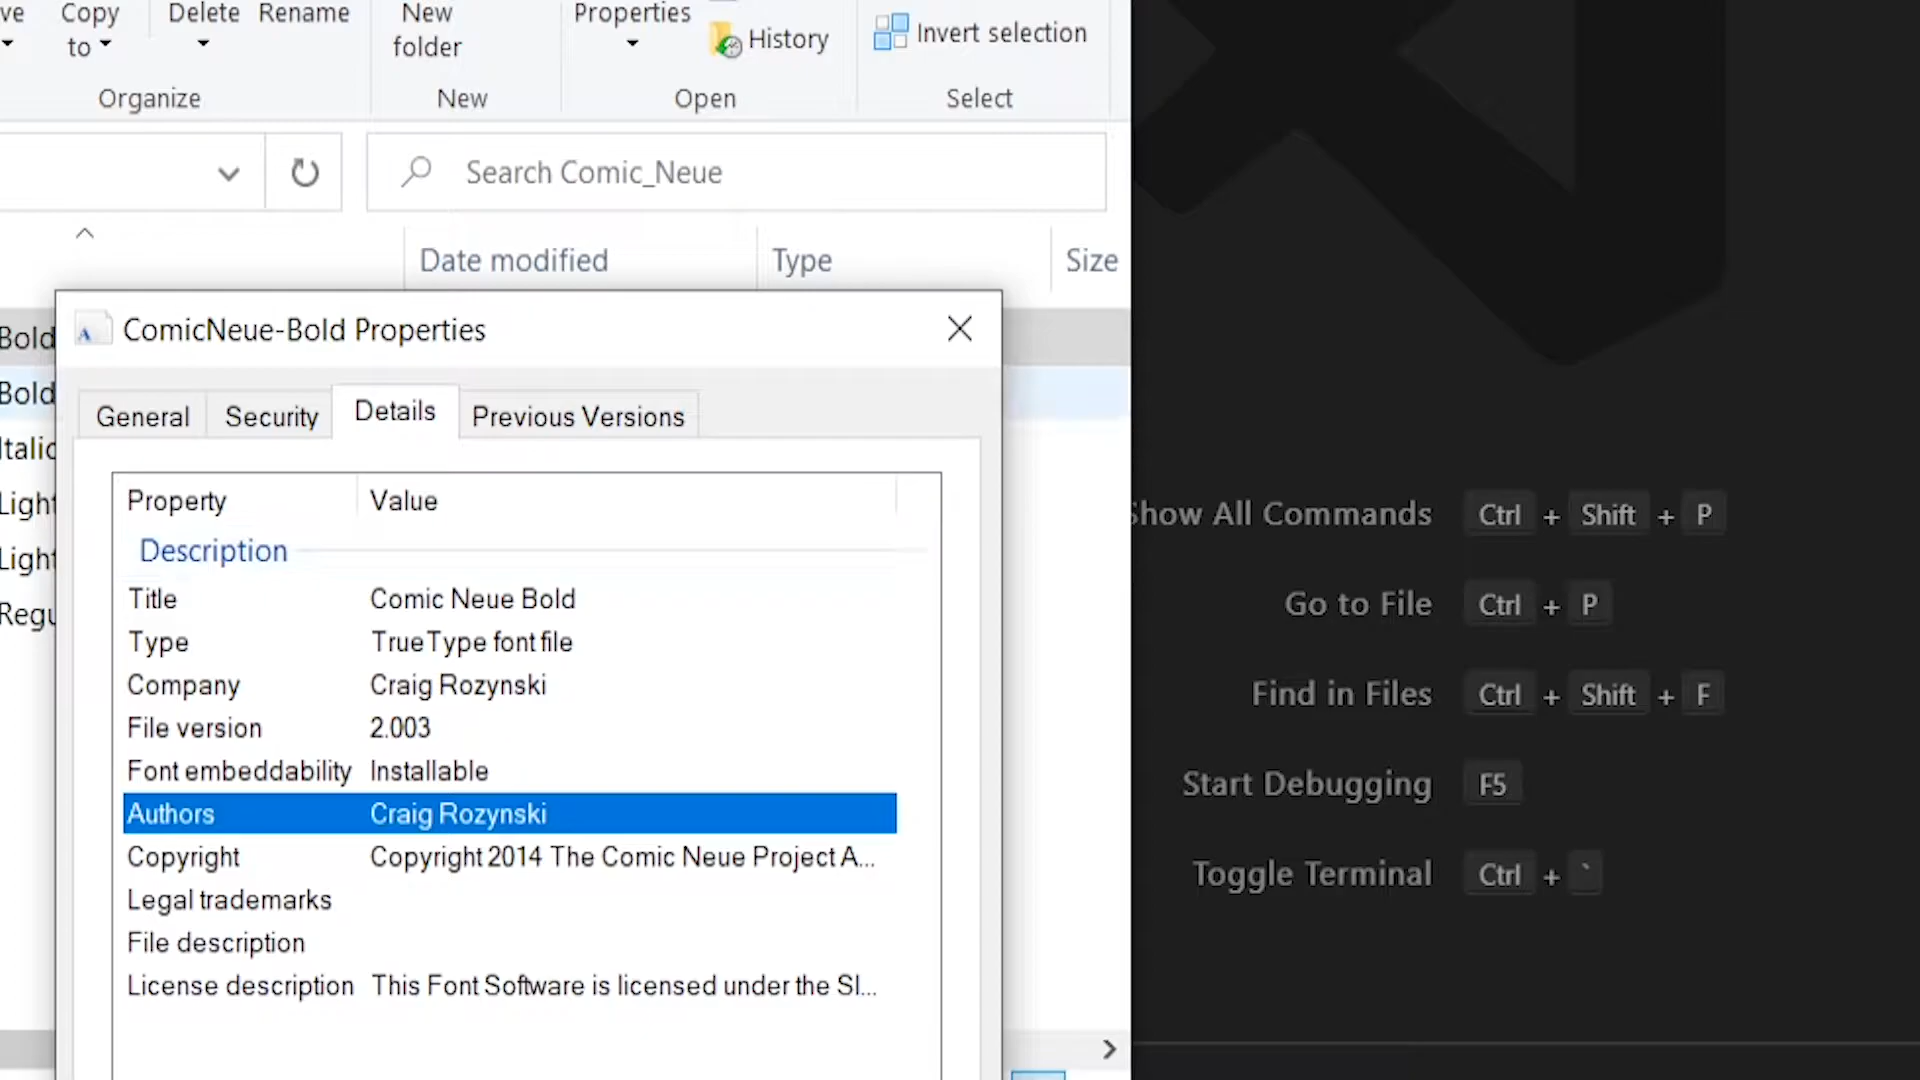 ve Copy to Delete Rename New folder Properties History Invert selection
Organize New Open Select
Search Comic_Neue
Date modified Type Size
ComicNeue-Bold Properties
Bold
Bold
Italic
Light
Light
Regu
General Security Details Previous Versions
Property Value
Description
Title Comic Neue Bold
Type TrueType font file
Company Craig Rozynski
File version 2.003
Font embeddability Installable
Authors Craig Rozynski
Copyright Copyright 2014 The Comic Neue Project A...
Legal trademarks
File description
License description This Font Software is licensed under the SI...
Show All Commands Ctrl + Shift + P
Go to File Ctrl + P
Find in Files Ctrl + Shift + F
Start Debugging F5
Toggle Terminal Ctrl + `